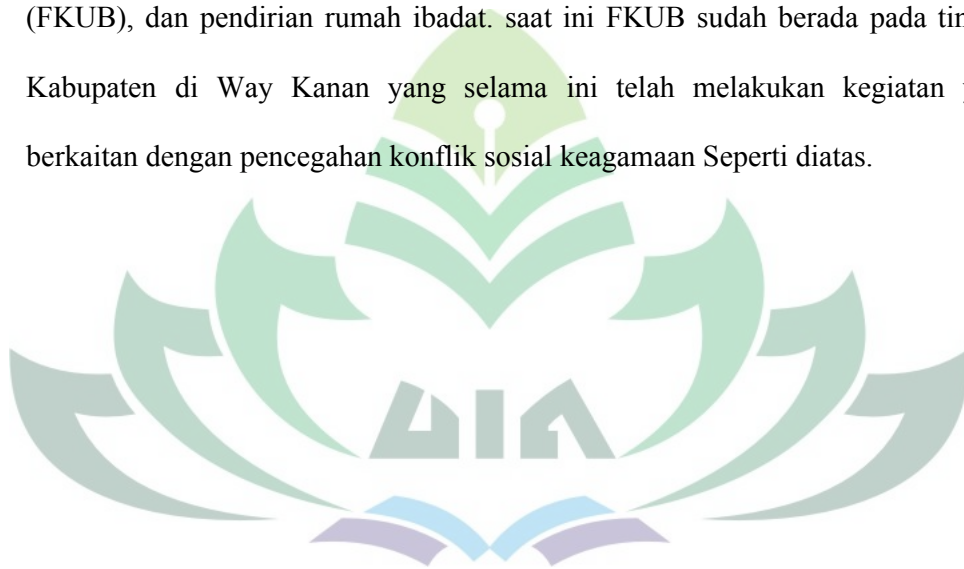 (FKUB), dan pendirian rumah ibadat. saat ini FKUB sudah berada pada
Kabupaten di Way Kanan yang selama ini telah melakukan kegiatan
berkaitan dengan pencegahan konflik sosial keagamaan Seperti diatas.
UIN